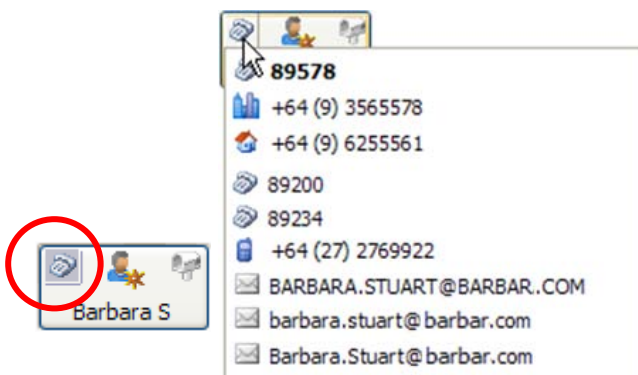 89578
+64 (9) 3565578
+64 (9) 6255561
89200
89234
+64 (27) 2769922
BARBARA.STUART@BARBAR.COM
barbara.stuart@barbar.com
Barbara.Stuart@barbar.com
Barbara S